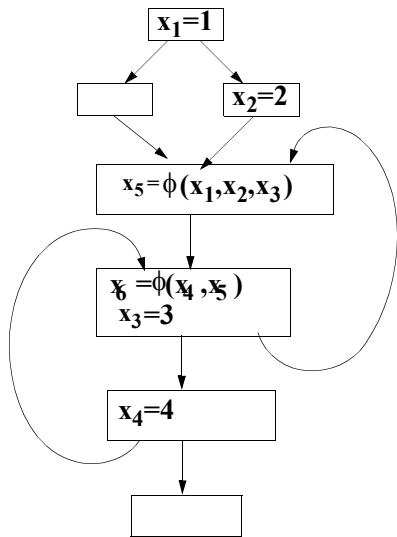 x₁=1
x₂=2
x₅=ϕ(x₁,x₂,x₃)
x₆=ϕ(x₄,x₅)
x₃=3
x₄=4